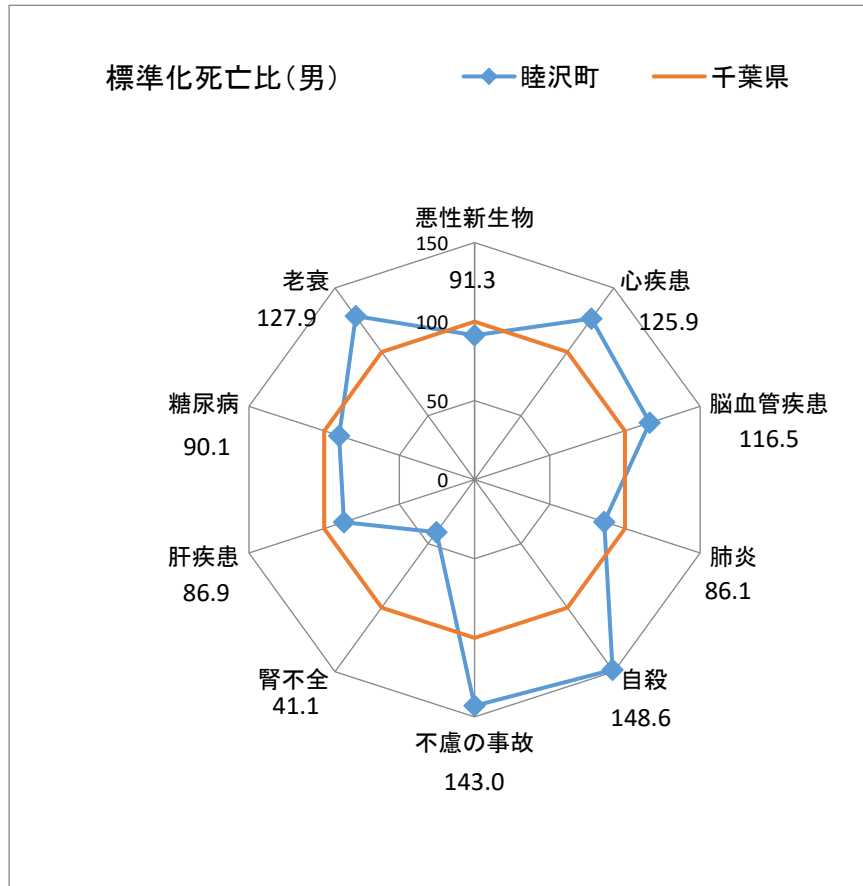 標準化死亡比(男)
睦沢町
千葉県
悪性新生物
91.3
心疾患
125.9
脳血管疾患
116.5
肺炎
86.1
自殺
148.6
不慮の事故
143.0
腎不全
41.1
肝疾患
86.9
糖尿病
90.1
老衰
127.9
150
100
50
0